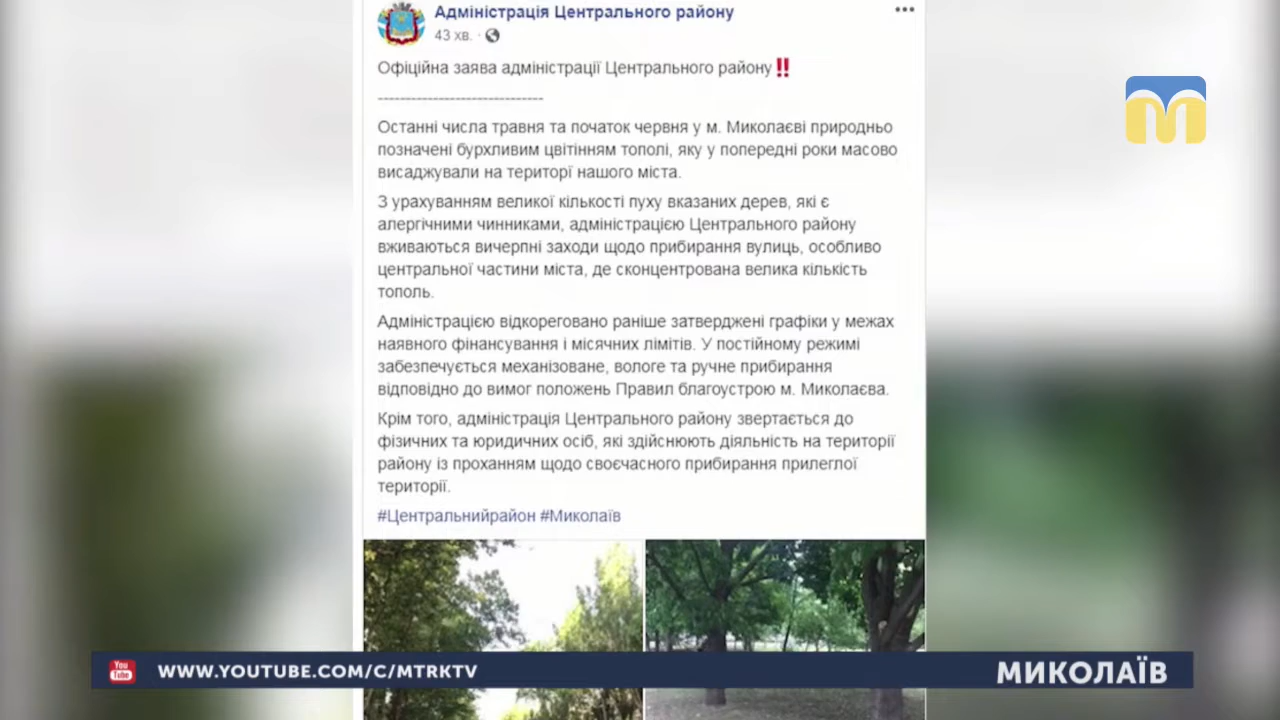 Адміністрація Центрального району
43 хв.
Офіційна заява адміністрації Центрального району‼
------------------------------
Останні числа травня та початок червня у м. Миколаєві природньо
позначені бурхливим цвітінням тополі, яку у попередні роки масово
висаджували на територї нашого міста.
З урахуванням великої кількості пуху вказаних дерев, які є
алергічними чинниками, адміністрацією Центрального району
вживаються вичерпні заходи щодо прибирання вулиць, особливо
центральної частини міста, де сконцентрована велика кількість
тополь.
Адміністрацією відкореговано раніше затверджені графіки у межах
наявного фінансування і місячних лімітів. У постійному режимі
забезпечується механізоване, вологе та ручне прибирання
відповідно до вимог положень Правил благоустрою м. Миколаєва.
Крім того, адміністрація Центрального району звертається до
фізичних та юридичних осіб, які здійснюють діяльність на території
району із проханням щодо своєчасного прибирання прилеглої
території.
#Центральнийрайон #Миколаїв
You Tube WWW.YOUTUBE.COM/C/MTRKTV
МИКОЛАЇВ